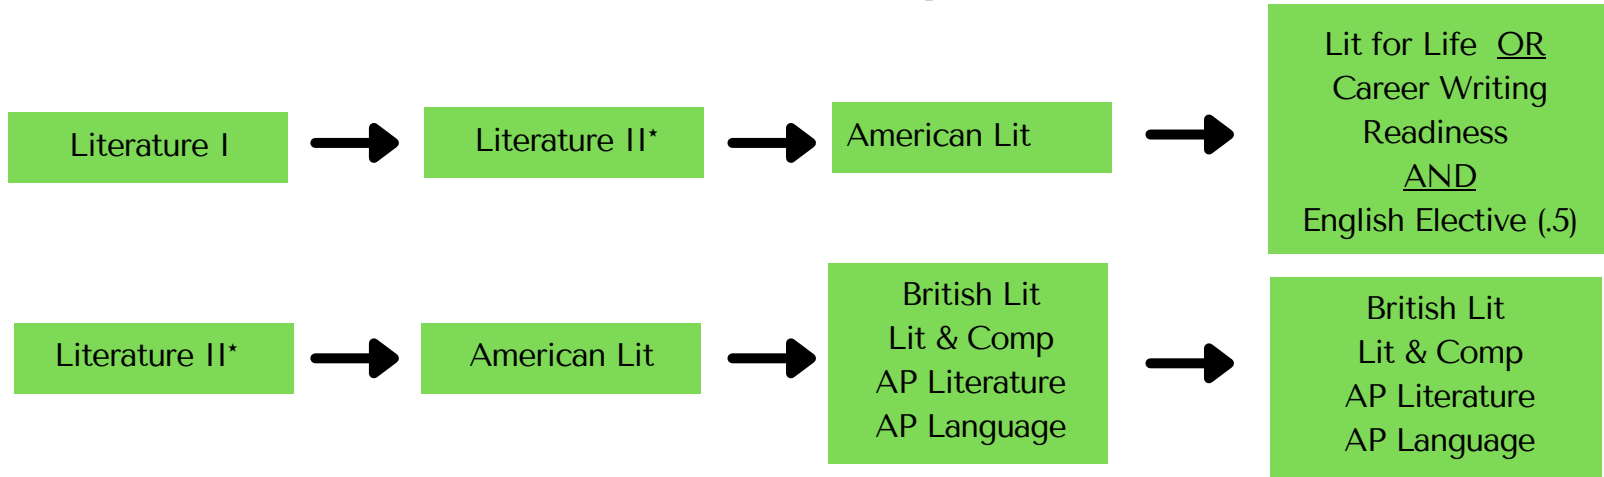 Literature I
Literature II*
American Lit
Lit for Life OR
Career Writing
Readiness
AND
English Elective (.5)
Literature II*
American Lit
British Lit
Lit & Comp
AP Literature
AP Language
British Lit
Lit & Comp
AP Literature
AP Language